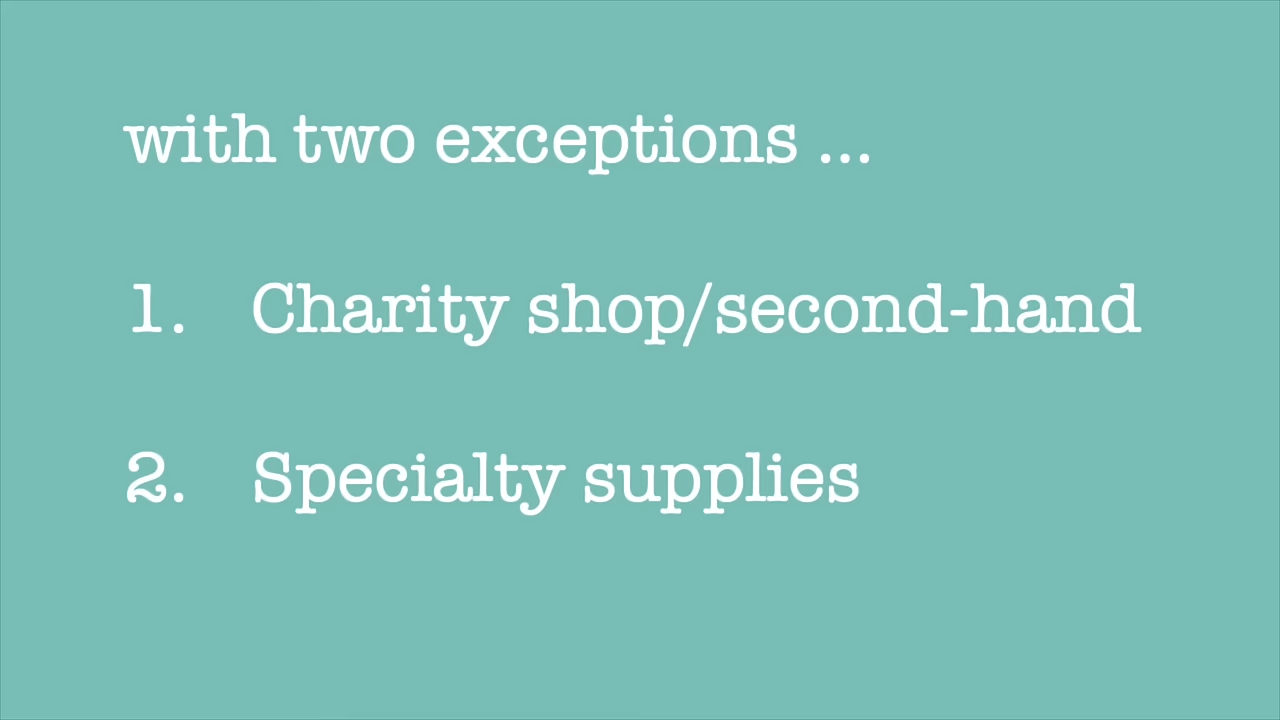 with two exceptions ...
1. Charity shop/second-hand
2. Specialty supplies